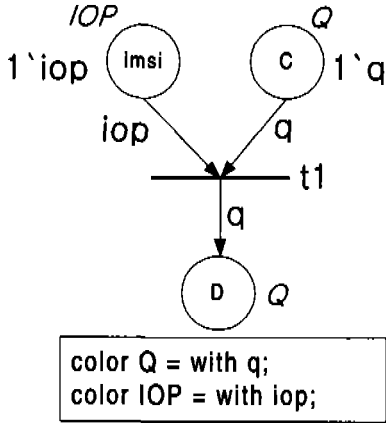 IOP
Q
1`iop
Imsi
C
1`q
iop
q
t1
q
D
Q
color Q = with q;
color IOP = with iop;